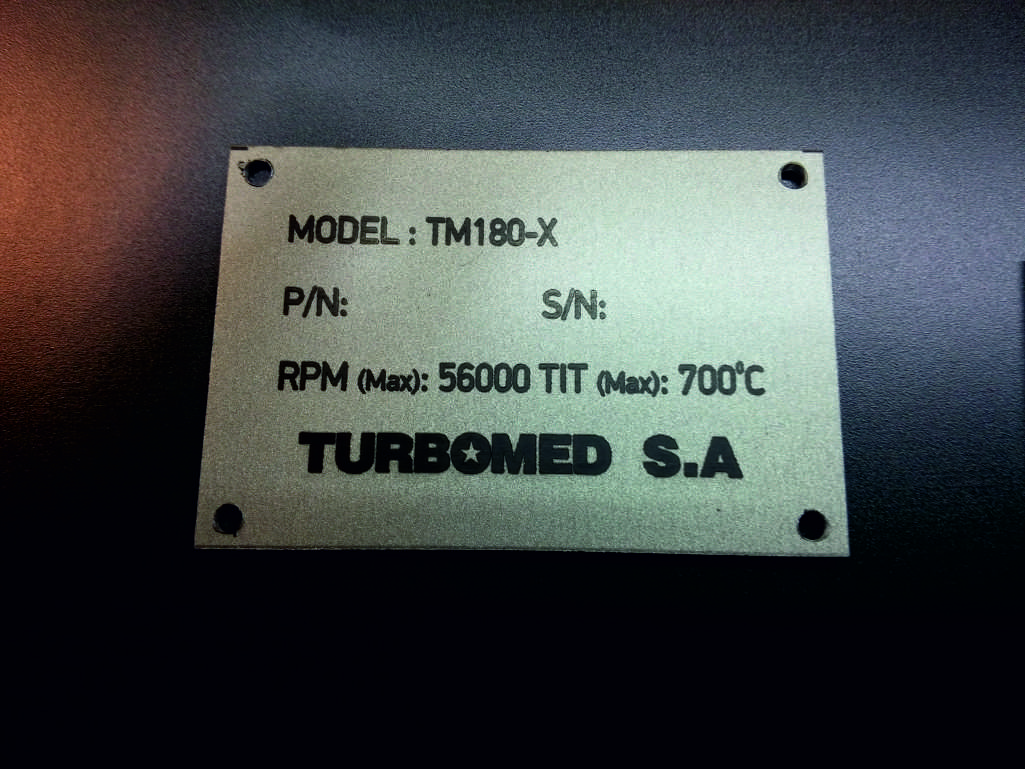 MODEL : TM180-X
P/N: S/N:
RPM (Max): 56000 TIT (Max): 700°C
TURBOMED S.A